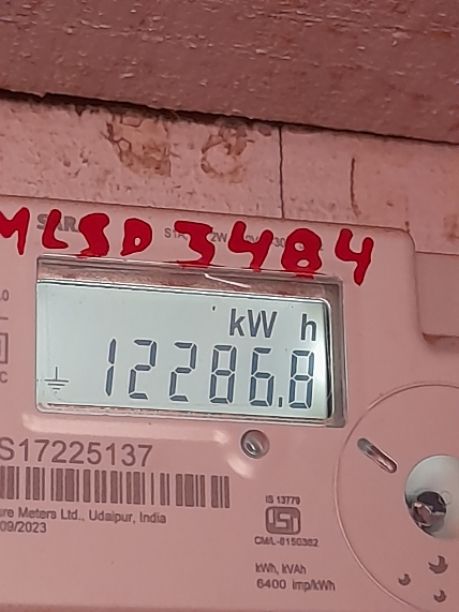 MLSD 3484
kW h
12286.8
S17225137
ure Meters Ltd., Udaipur, India
09/2023
IS 13779
CM/L-8150362
kWh, kVAh
6400 imp/kWh